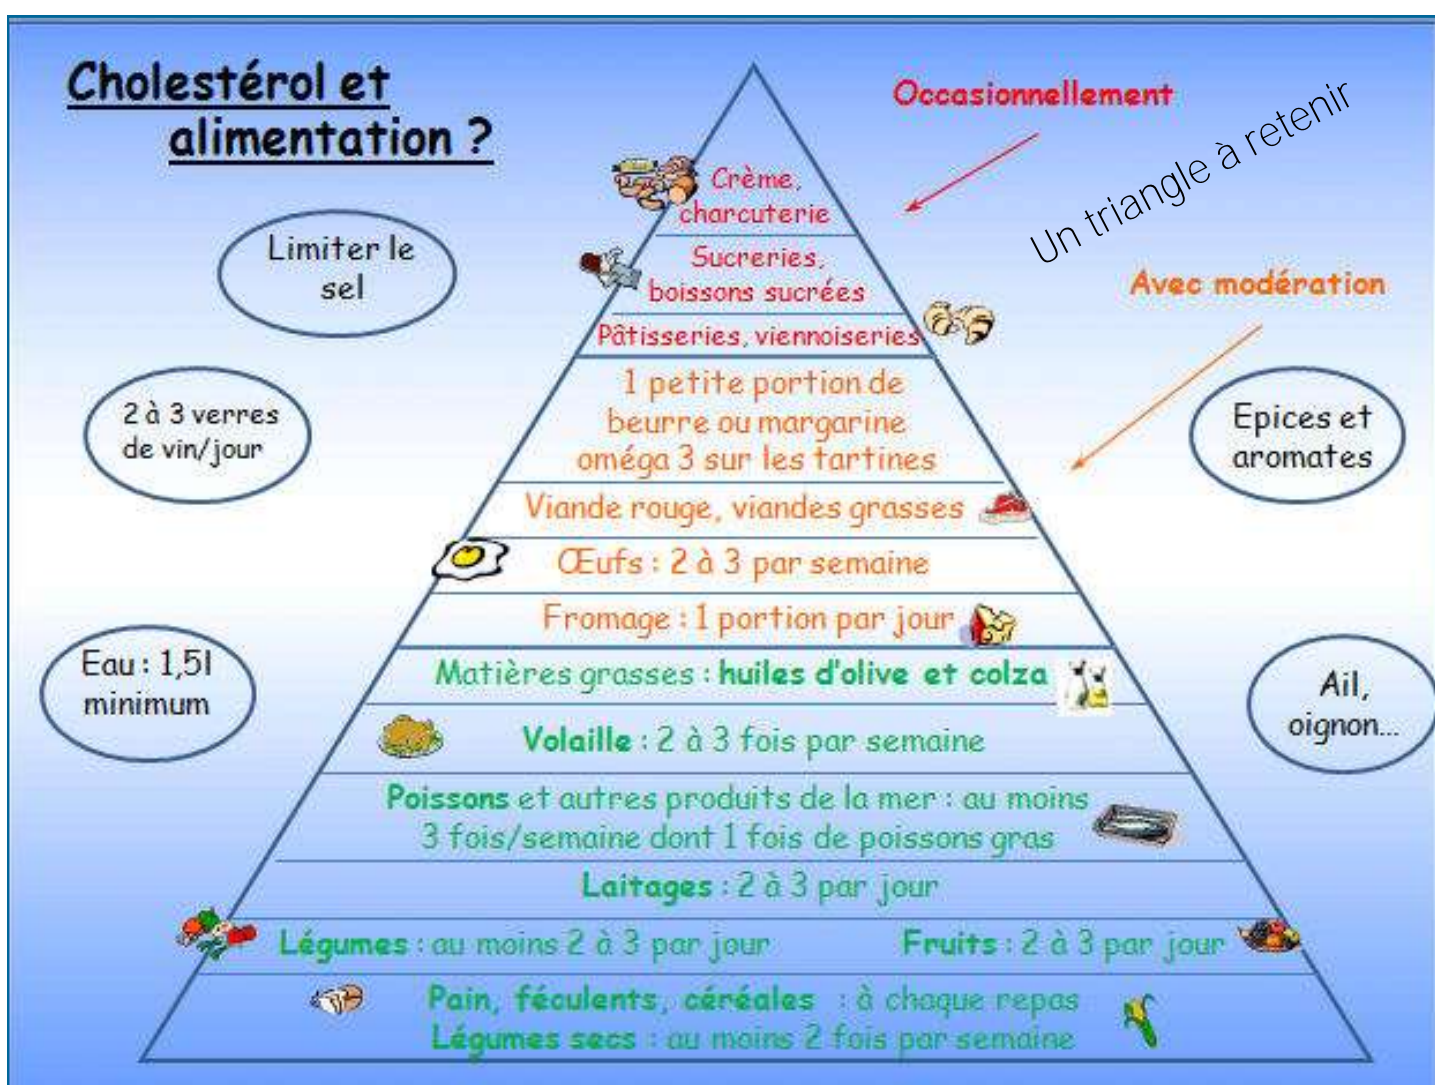 Cholestérol et
alimentation ?
Occasionnellement
Un triangle à retenir
Crème,
charcuterie
Limiter le
sel
Sucreries,
boissons sucrées
Avec modération
Pâtisseries, viennoiseries
1 petite portion de
beurre ou margarine
oméga 3 sur les tartines
2 à 3 verres
de vin/jour
Epices et
aromates
Viande rouge, viandes grasses
Œufs : 2 à 3 par semaine
Fromage : 1 portion par jour
Eau : 1,5l
minimum
Matières grasses : huiles d'olive et colza
Ail,
oignon...
Volaille : 2 à 3 fois par semaine
Poissons et autres produits de la mer : au moins
3 fois/semaine dont 1 fois de poissons gras
Laitages : 2 à 3 par jour
Légumes : au moins 2 à 3 par jour Fruits : 2 à 3 par jour
Pain, féculents, céréales : à chaque repas
Légumes secs : au moins 2 fois par semaine